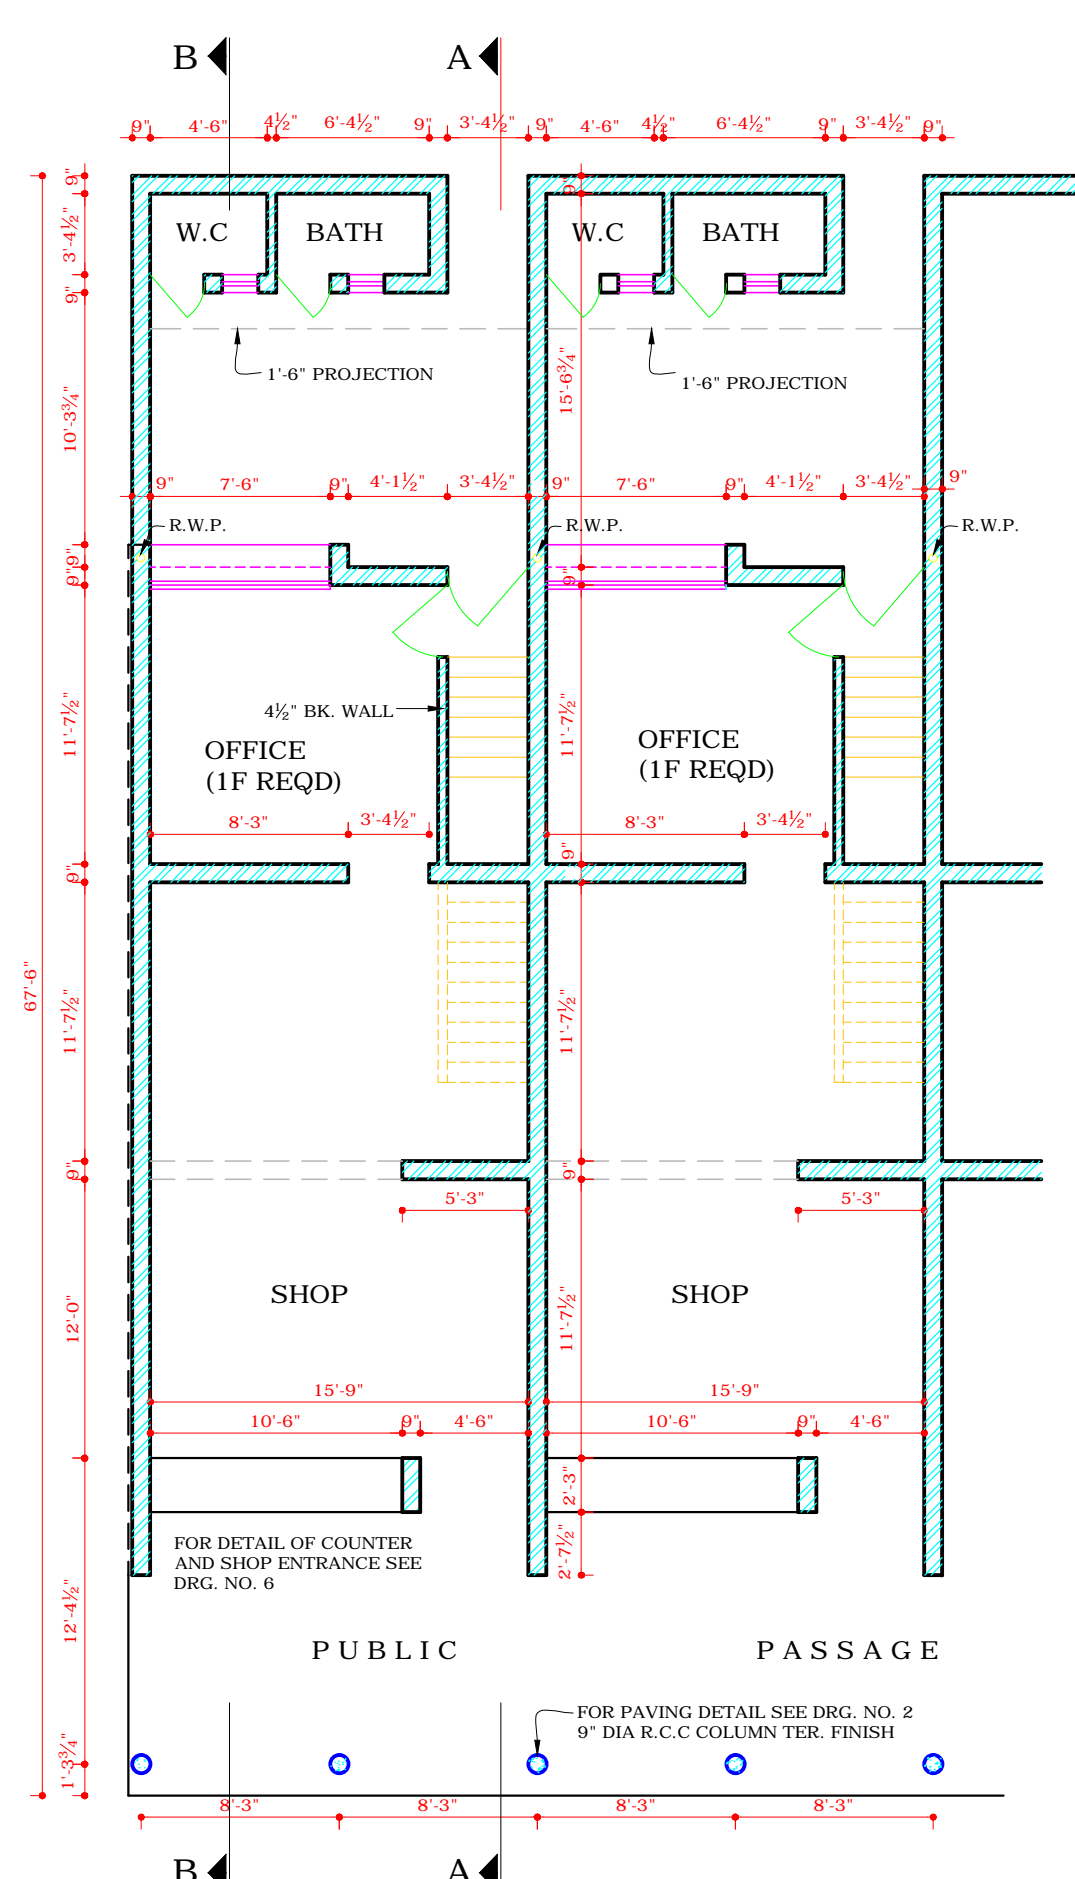 B A
9" 4'-6" 4½" 6'-4½" 9" 3'-4½" 9" 4'-6" 4½" 6'-4½" 9" 3'-4½" 9"
9" 9"
3'-4½" W.C BATH W.C BATH
9"
1'-6" PROJECTION 1'-6" PROJECTION
10'-3¾" 15'-6¾"
9" 7'-6" 9" 4'-1½" 3'-4½" 9" 7'-6" 9" 4'-1½" 3'-4½" 9"
R.W.P. R.W.P. R.W.P.
9"
9" 9"
4½" BK. WALL
11'-7½" 11'-7½"
OFFICE OFFICE
(1F REQD) (1F REQD)
8'-3" 3'-4½" 8'-3" 3'-4½"
9" 9"
67'-6"
11'-7½" 11'-7½"
9" 9"
5'-3" 5'-3"
SHOP SHOP
12'-0" 11'-7½"
15'-9" 15'-9"
10'-6" 9" 4'-6" 10'-6" 9" 4'-6"
2'-3"
2'-7½"
FOR DETAIL OF COUNTER
AND SHOP ENTRANCE SEE
DRG. NO. 6
12'-4½"
PUBLIC PASSAGE
FOR PAVING DETAIL SEE DRG. NO. 2
9" DIA R.C.C COLUMN TER. FINISH
1'-3¾"
8'-3" 8'-3" 8'-3" 8'-3"
B A